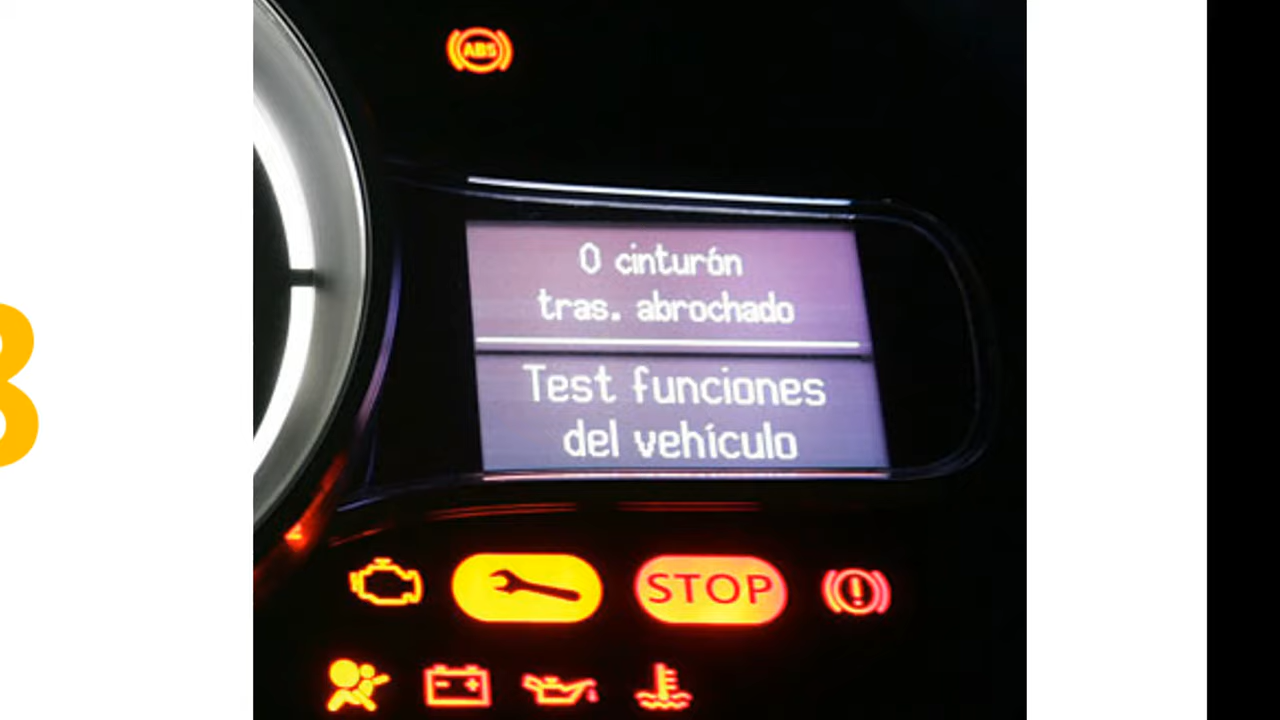 ABS
0 cinturón
tras. abrochado
Test funciones
del vehículo
STOP